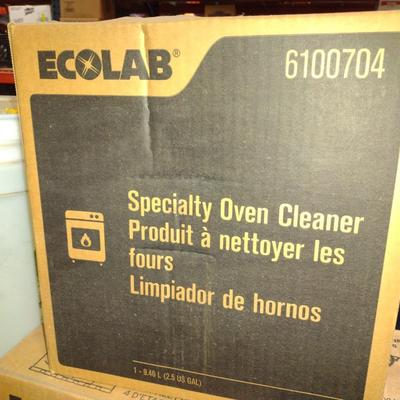 ECOLAB®
6100704
Specialty Oven Cleaner
Produit à nettoyer les
fours
Limpiador de hornos
1 - 9.46 L (2.5 US GAL)